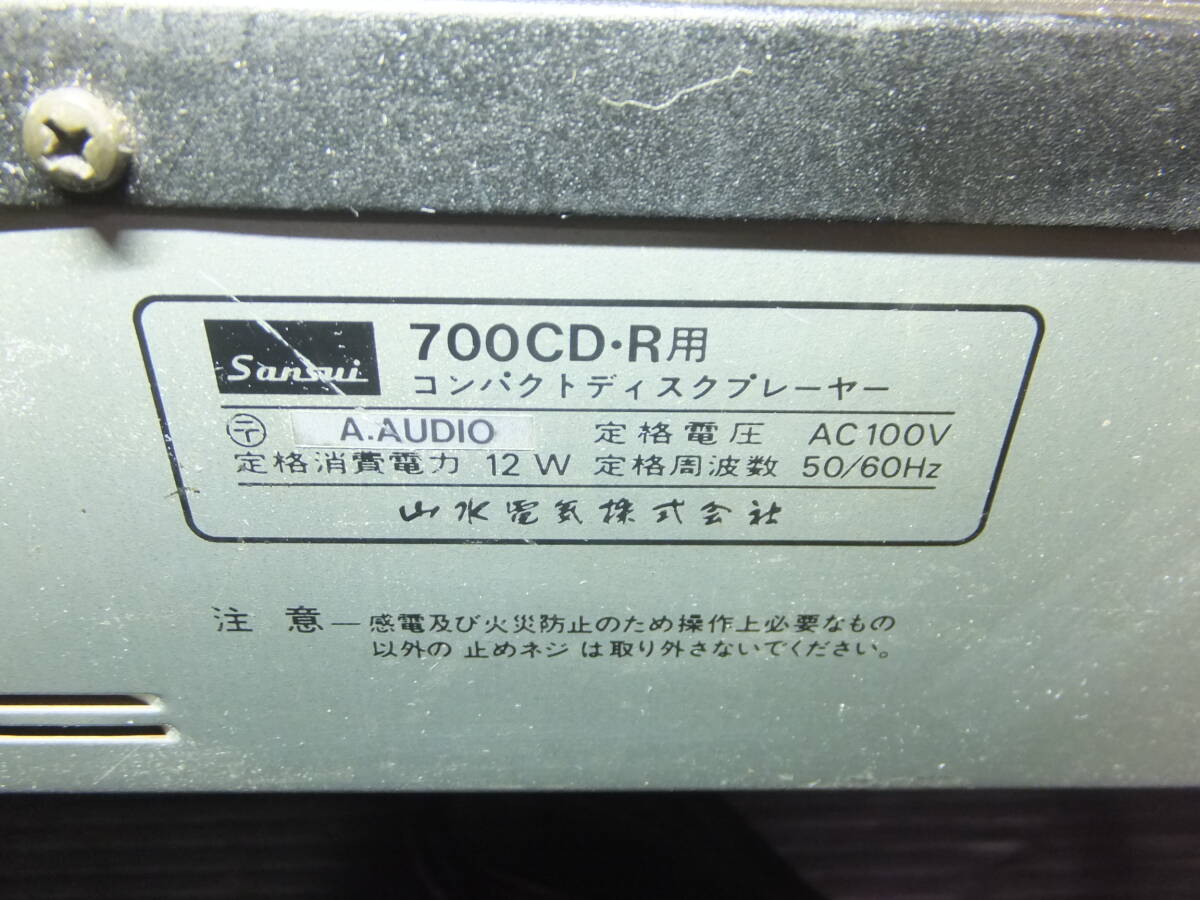 Sansui 700CD・R用
コンパクトディスクプレーヤー
〒 A.AUDIO 定格電圧 AC100V
定格消費電力 12W 定格周波数 50/60Hz
山水電気株式会社
注意―感電及び火災防止のため操作上必要なもの
以外の 止めネジ は取り外さないでください。